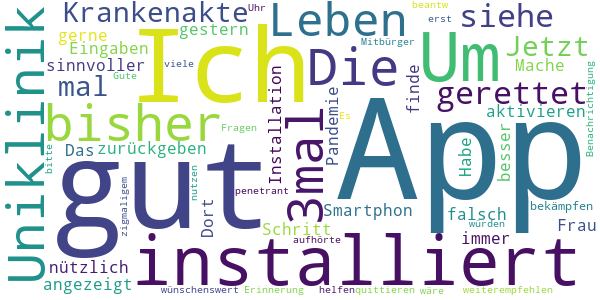 Krankenakte Uhr Leben siehe beantw
gerne gestern Mitbürger erst viele
Eingaben Ich Die Um Jetzt
sinnvoller Mache
mal gerettet
Uniklinik bisher 3mal App finde aktivieren
Gute Fragen Installation Pandemie Es Habe besser Benachrichtigung
Das zurückgeben
bitte zigmaligem gut nutzen penetrant
Dort Smartphon falsch bekämpfen
Schritt würden Frau
nützlich aufhörte immer
angezeigt installiert
wünschenswert Erinnerung helfen quittieren wäre weiterempfehlen